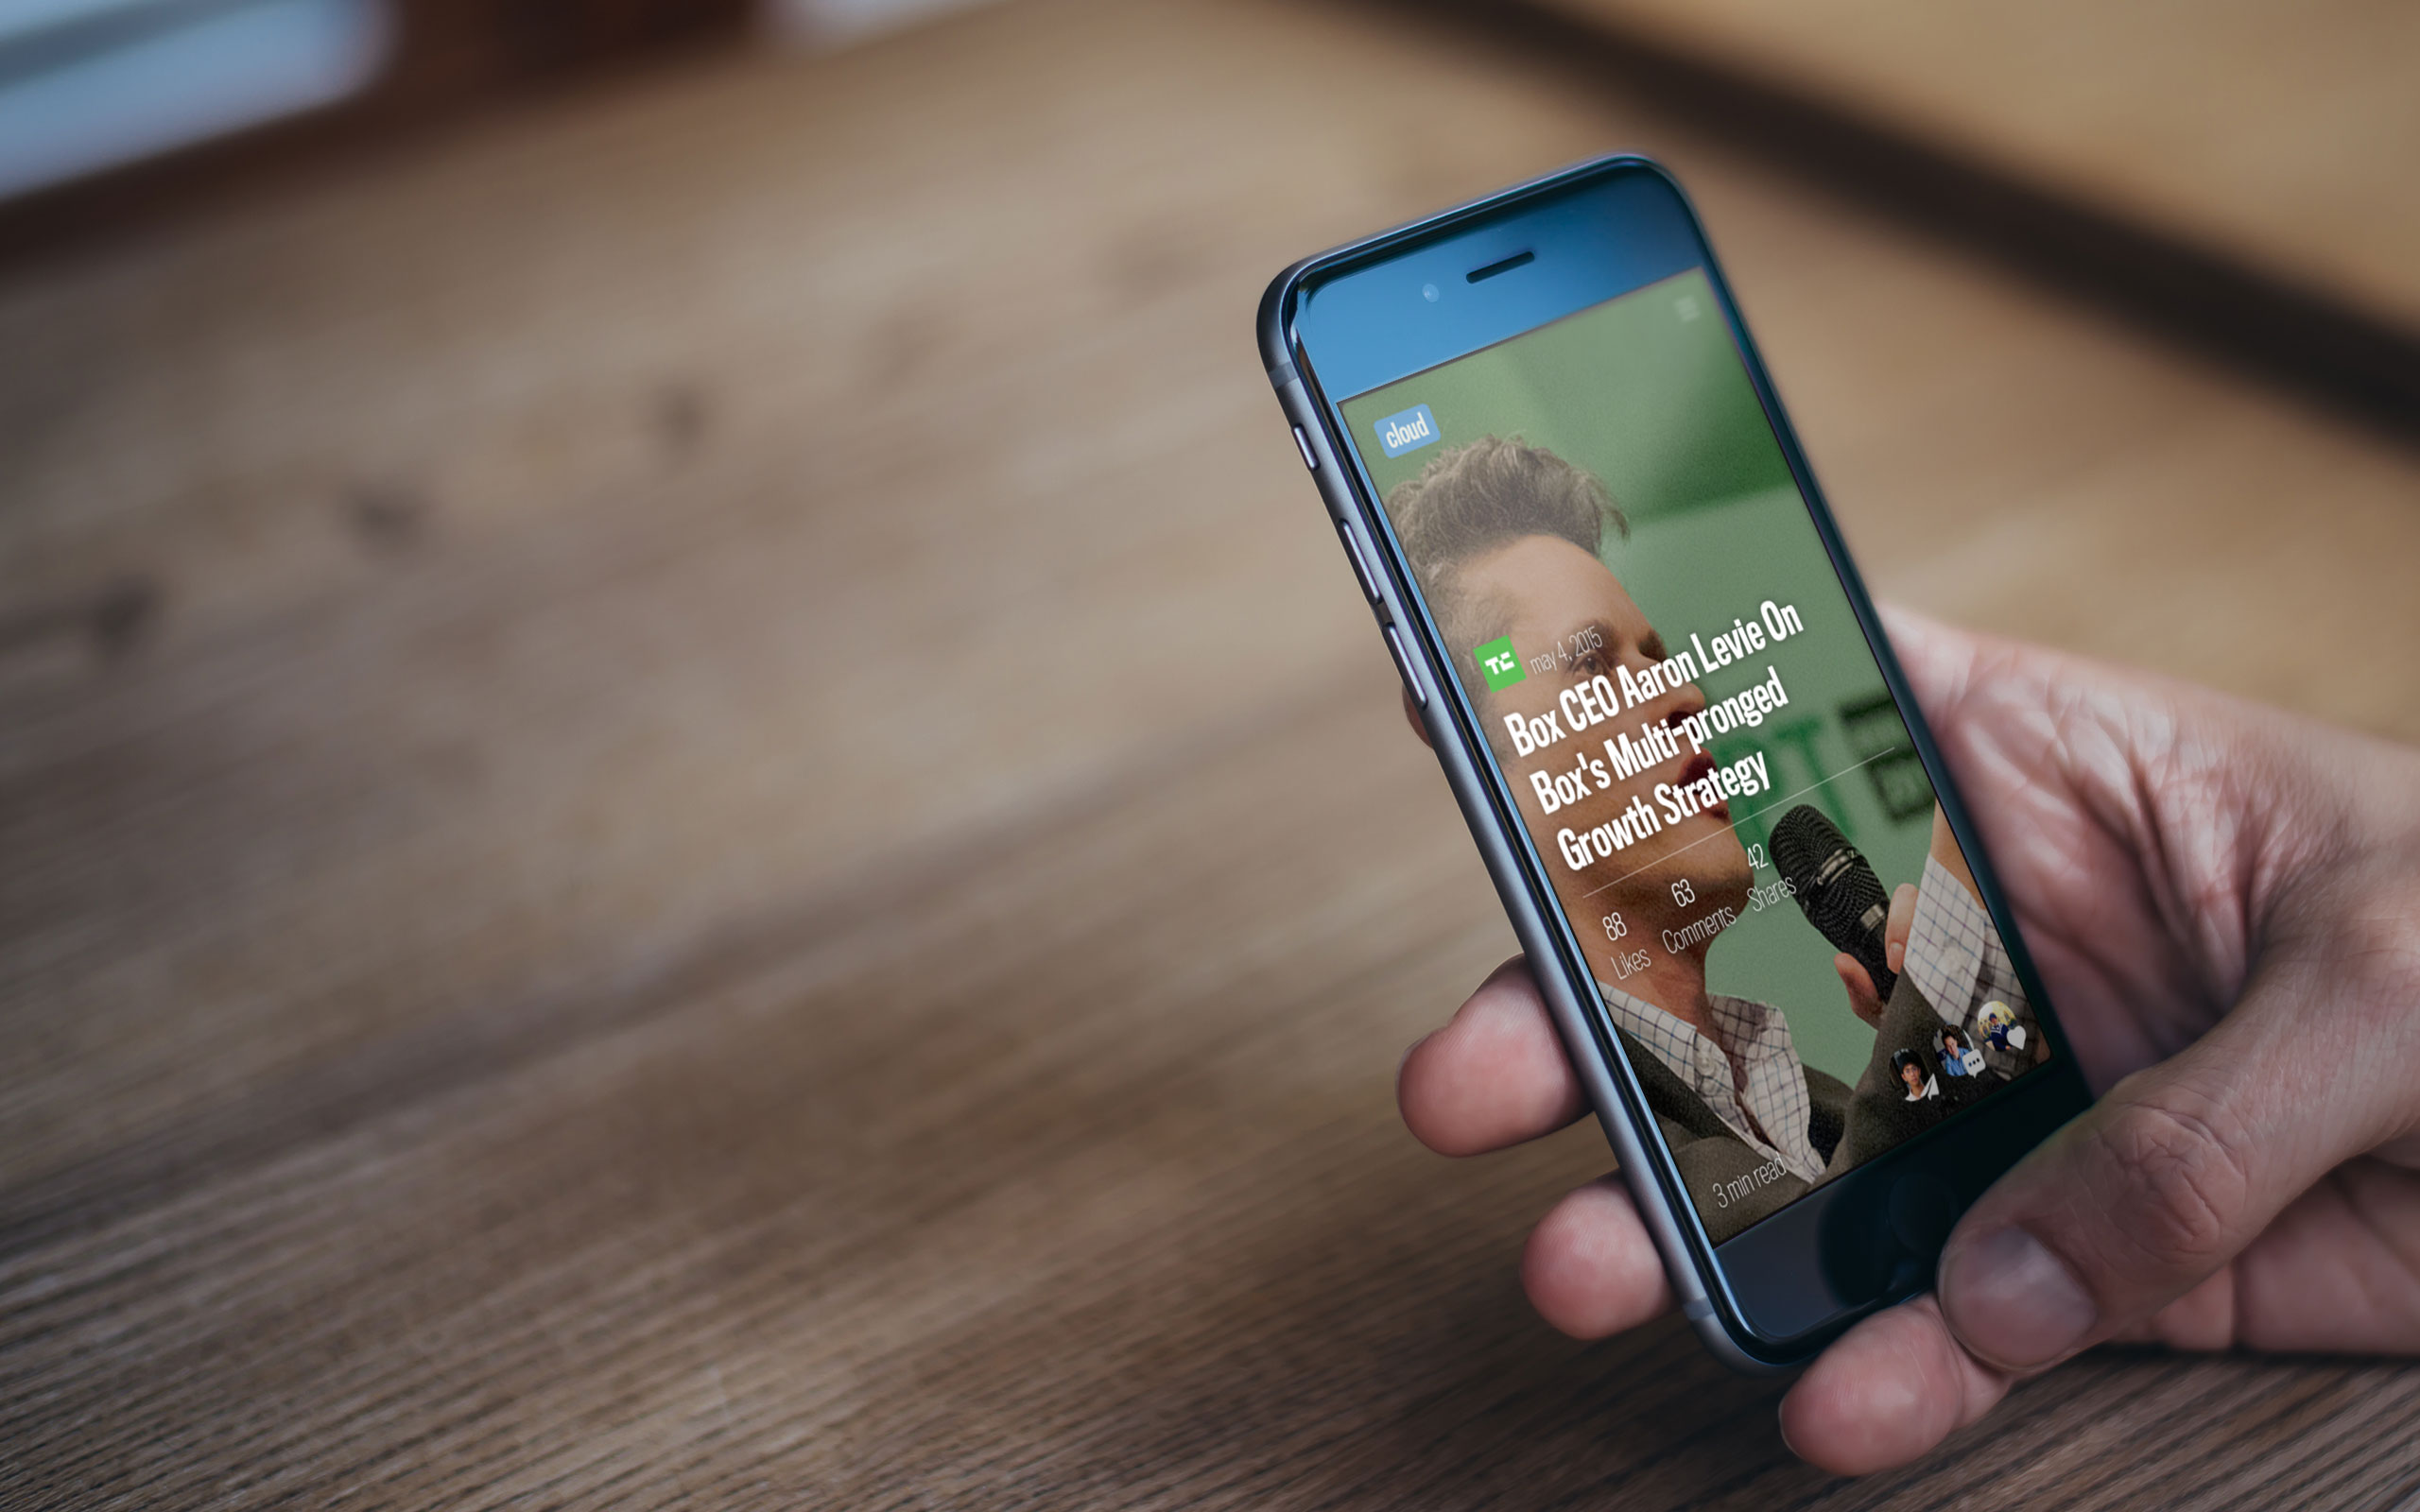 cloud
TC
may 4, 2015
Box CEO Aaron Levie On
Box's Multi-pronged
Growth Strategy
88
Likes
63
Comments
42
Shares
3 min read